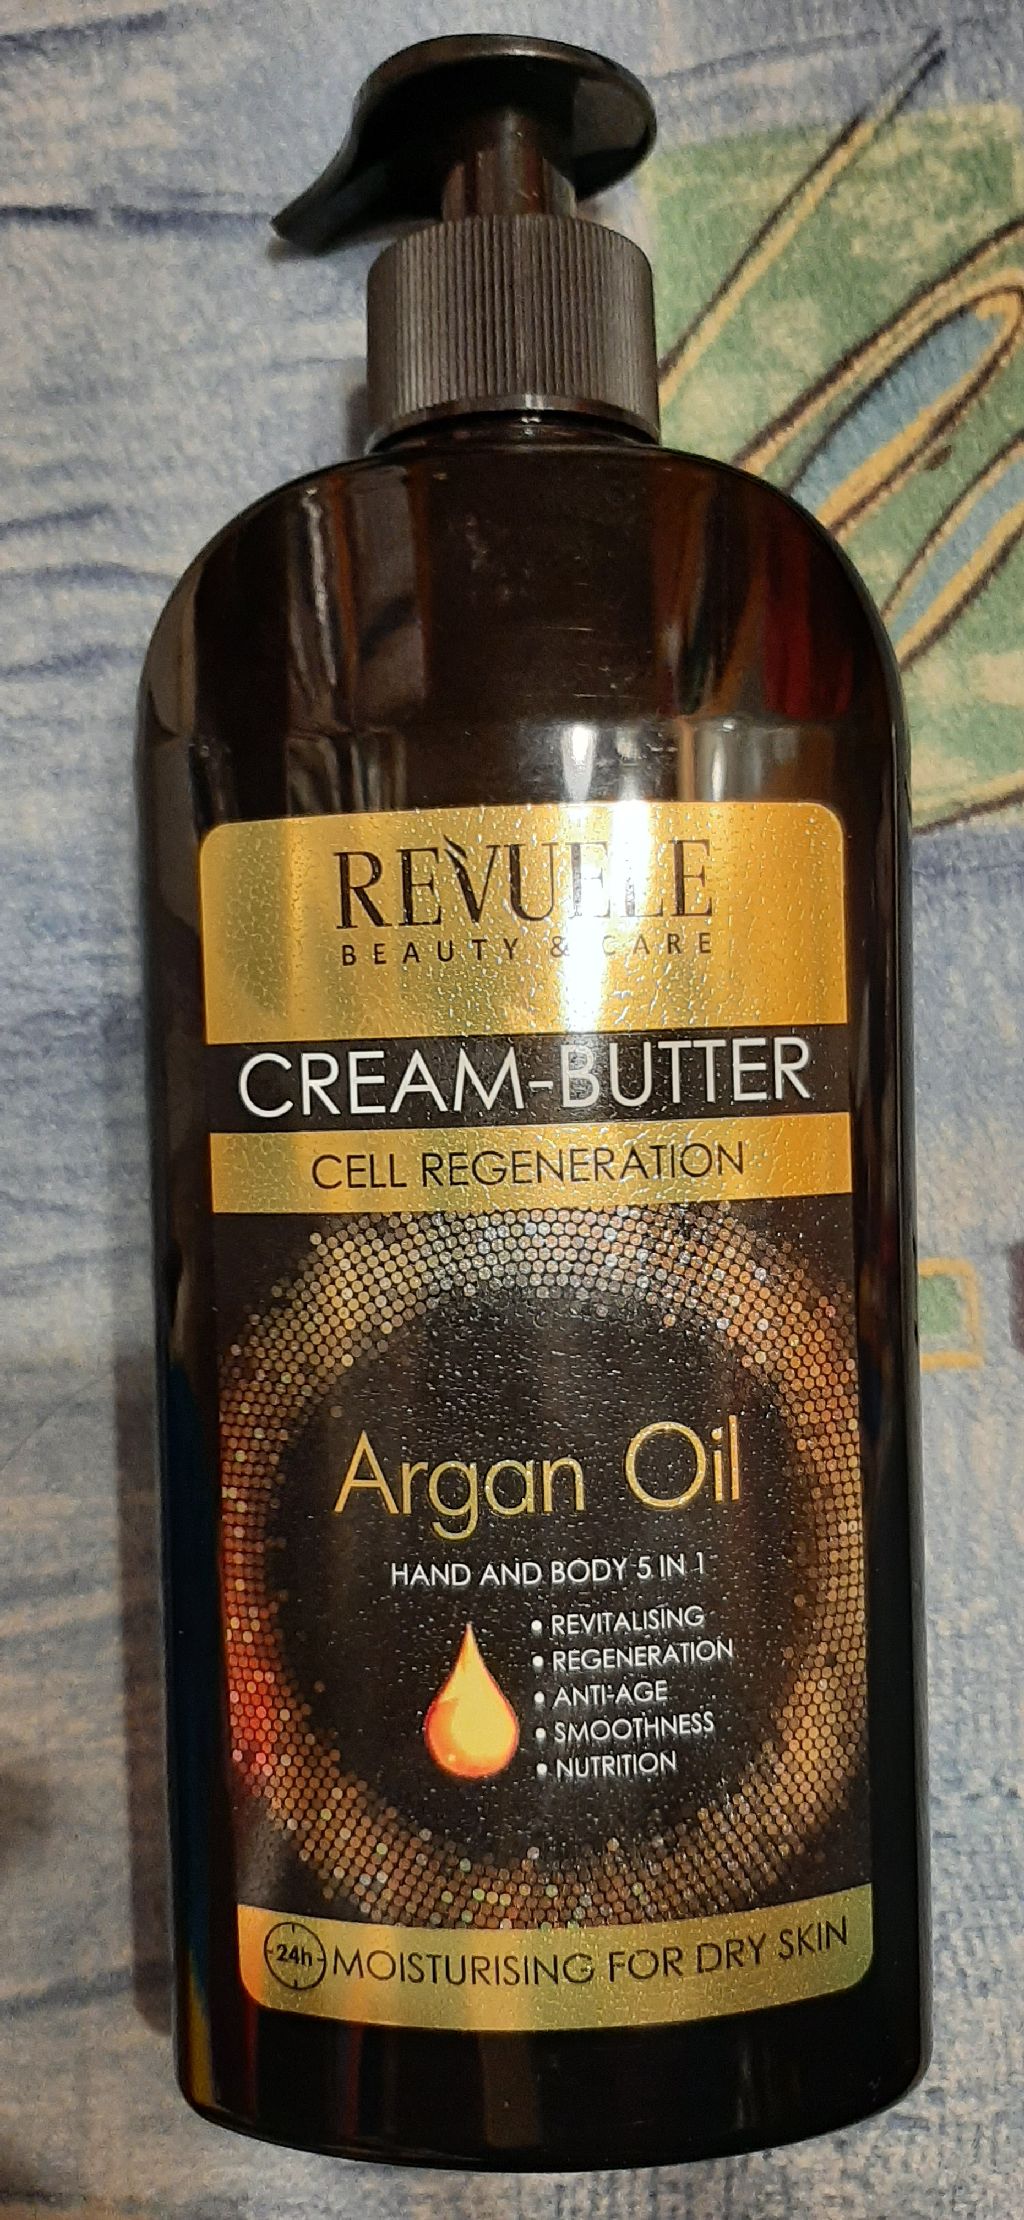 REVUELE
BEAUTY & CARE
CREAM-BUTTER
CELL REGENERATION
Argan Oil
HAND AND BODY 5 IN 1
• REVITALISING
• REGENERATION
• ANTI-AGE
• SMOOTHNESS
• NUTRITION
24h MOISTURISING FOR DRY SKIN